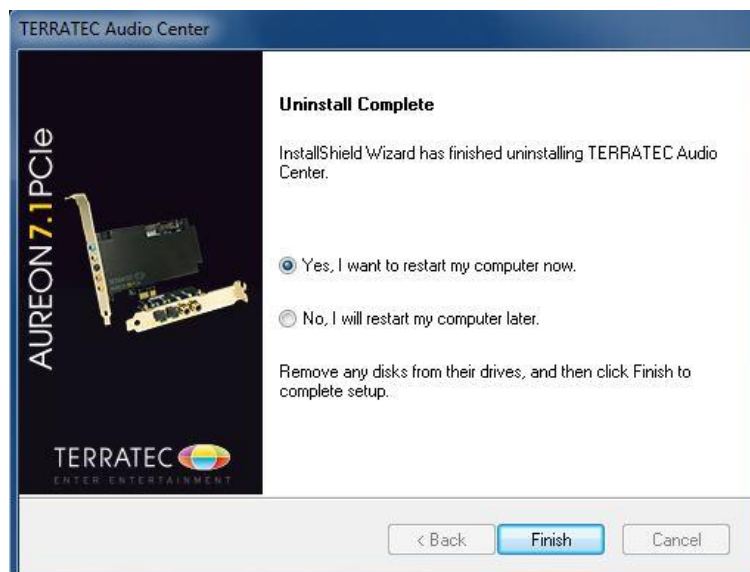 TERRATEC Audio Center
AUREON 7.1 PCIe
TERRATEC
ENTER ENTERTAINMENT
Uninstall Complete
InstallShield Wizard has finished uninstalling TERRATEC Audio
Center.
Yes, I want to restart my computer now.
No, I will restart my computer later.
Remove any disks from their drives, and then click Finish to
complete setup.
< Back
Finish
Cancel